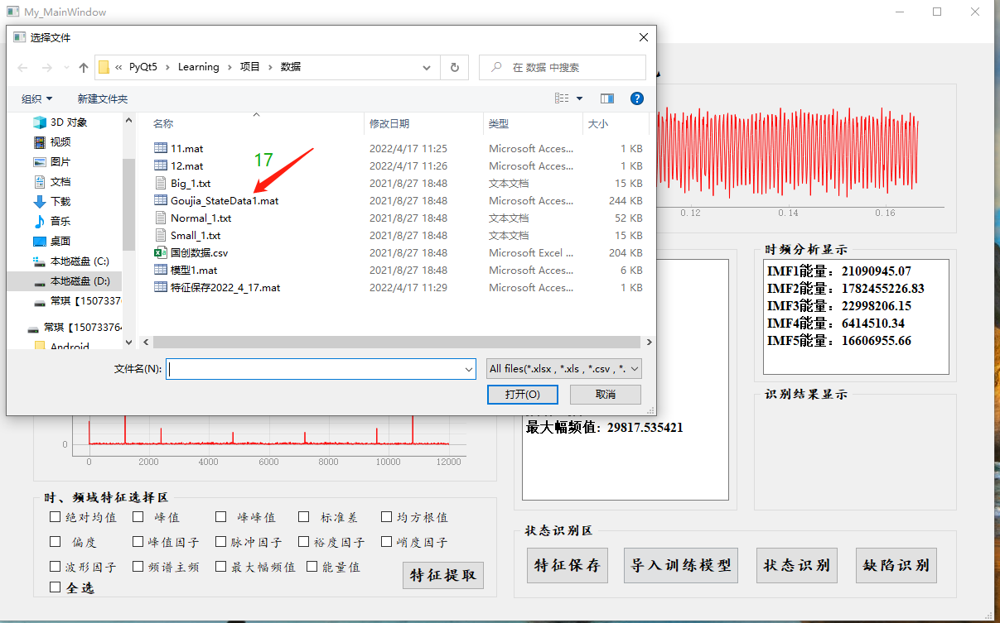 My_MainWindow
选择文件
« PyQt5 › Learning › 项目 › 数据
在 数据 中搜索
组织
新建文件夹
3D 对象
视频
图片
文档
下载
音乐
桌面
本地磁盘 (C:)
本地磁盘 (D:)
常琪【1507337
常琪【15073376
Android
名称 修改日期 类型 大小
11.mat 2022/4/17 11:25 Microsoft Acces... 1 KB
12.mat 2022/4/17 11:26 Microsoft Acces... 1 KB
Big_1.txt 2021/8/27 18:48 文本文档 15 KB
Goujia_StateData1.mat 2021/8/27 18:48 Microsoft Acces... 244 KB
Normal_1.txt 2021/8/27 18:48 文本文档 52 KB
Small_1.txt 2021/8/27 18:48 文本文档 15 KB
国创数据.csv 2021/8/27 18:48 Microsoft Excel ... 204 KB
模型1.mat 2021/8/27 18:48 Microsoft Acces... 6 KB
特征保存2022_4_17.mat 2022/4/17 11:29 Microsoft Acces... 1 KB
17
文件名(N):
All files(*.xlsx , *.xls , *.csv , *.
打开(O)
取消
0.12 0.14 0.16
时频分析显示
IMF1能量：21090945.07
IMF2能量：1782455226.83
IMF3能量：22998206.15
IMF4能量：6414510.34
IMF5能量：16606955.66
识别结果显示
最大幅频值：29817.535421
0
0 2000 4000 6000 8000 10000 12000
时、频域特征选择区
绝对均值 峰值 峰峰值 标准差 均方根值
偏度 峰值因子 脉冲因子 裕度因子 峭度因子
波形因子 频谱主频 最大幅频值 能量值
全选
特征提取
状态识别区
特征保存
导入训练模型
状态识别
缺陷识别